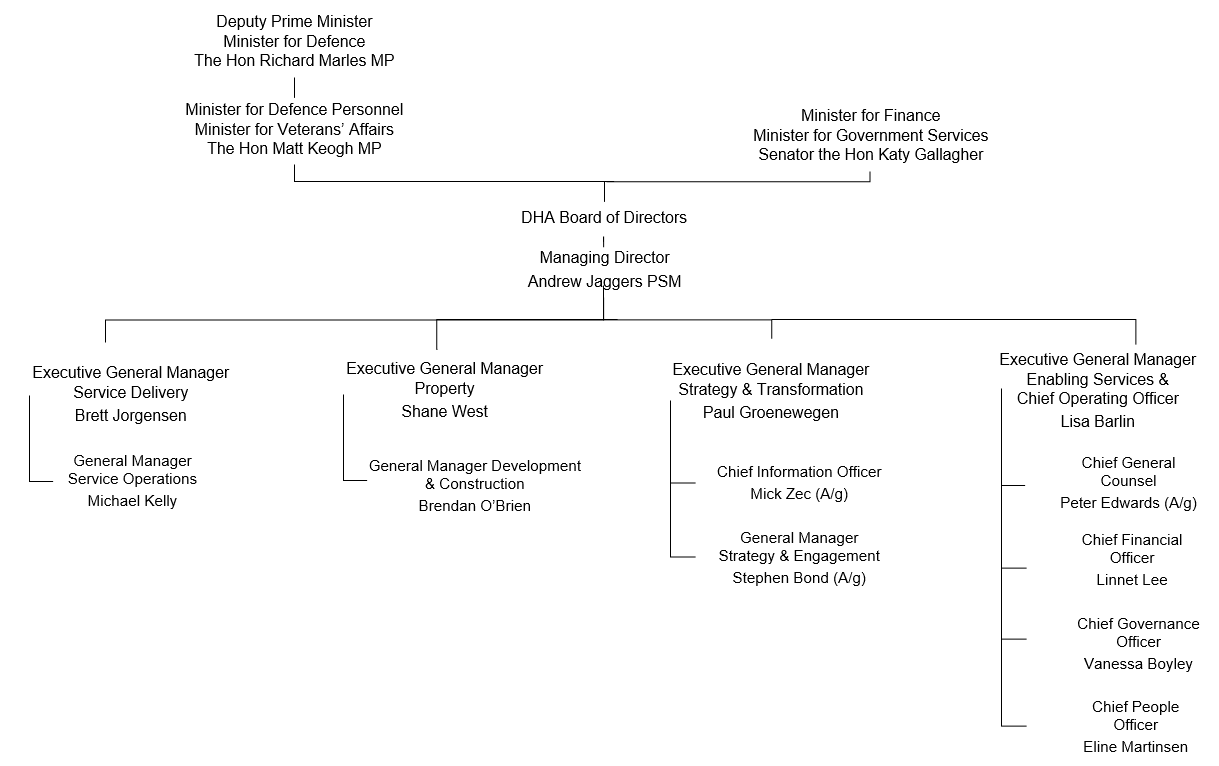 Deputy Prime Minister
Minister for Defence
The Hon Richard Marles MP
Minister for Defence Personnel
Minister for Veterans’ Affairs
The Hon Matt Keogh MP
Minister for Finance
Minister for Government Services
Senator the Hon Katy Gallagher
DHA Board of Directors
Managing Director
Andrew Jaggers PSM
Executive General Manager
Service Delivery
Brett Jorgensen
General Manager
Service Operations
Michael Kelly
Executive General Manager
Property
Shane West
General Manager Development
& Construction
Brendan O’Brien
Executive General Manager
Strategy & Transformation
Paul Groenewegen
Chief Information Officer
Mick Zec (A/g)
General Manager
Strategy & Engagement
Stephen Bond (A/g)
Executive General Manager
Enabling Services &
Chief Operating Officer
Lisa Barlin
Chief General
Counsel
Peter Edwards (A/g)
Chief Financial
Officer
Linnet Lee
Chief Governance
Officer
Vanessa Boyley
Chief People
Officer
Eline Martinsen